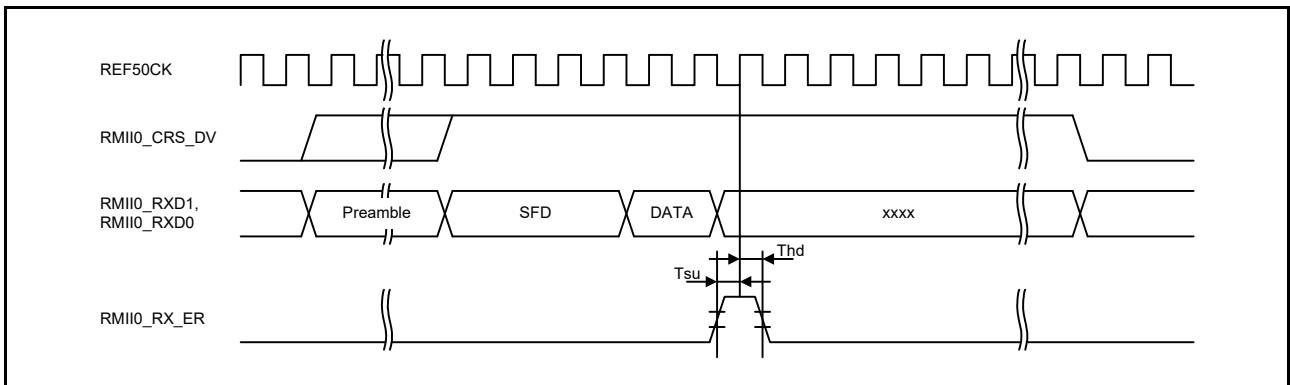 REF50CK
RMII0_CRS_DV
RMII0_RXD1,
RMII0_RXD0
Preamble
SFD
DATA
xxxx
Thd
Tsu
RMII0_RX_ER